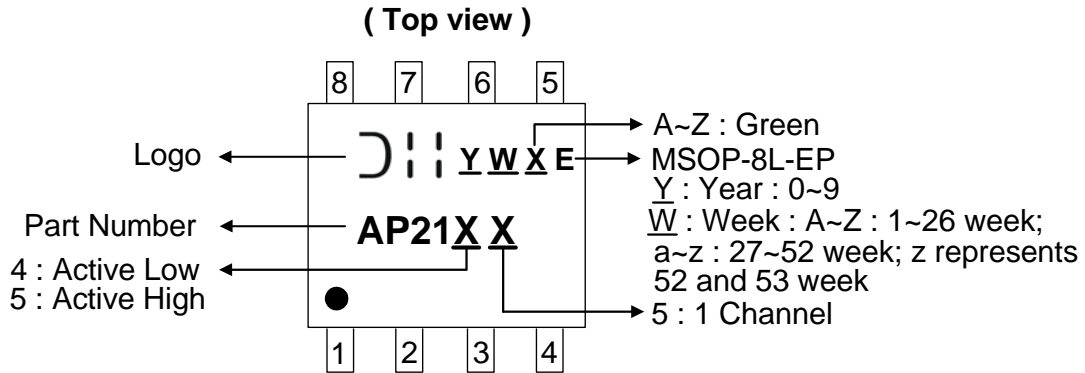 ( Top view )
8 7 6 5
Logo
Y W X E
A~Z : Green
MSOP-8L-EP
Y : Year : 0~9
W : Week : A~Z : 1~26 week;
a~z : 27~52 week; z represents
52 and 53 week
Part Number
AP21X X
4 : Active Low
5 : Active High
5 : 1 Channel
1 2 3 4